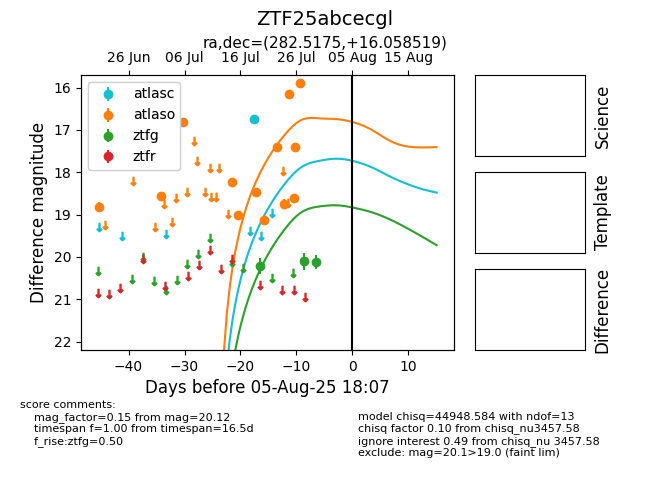 ZTF25abcecgl
ra,dec=(282.5175,+16.058519)
26 Jun 06 Jul 16 Jul 26 Jul 05 Aug 15 Aug
atlasc
atlaso
ztfg
ztfr
16
17
18
19
20
21
22
Difference magnitude
−40 −30 −20 −10 0 10
Days before 05-Aug-25 18:07
Science
Template
Difference
score comments:
mag_factor=0.15 from mag=20.12
timespan f=1.00 from timespan=16.5d
f_rise:ztfg=0.50
model chisq=44948.584 with ndof=13
chisq factor 0.10 from chisq_nu3457.58
ignore interest 0.49 from chisq_nu 3457.58
exclude: mag=20.1>19.0 (faint lim)